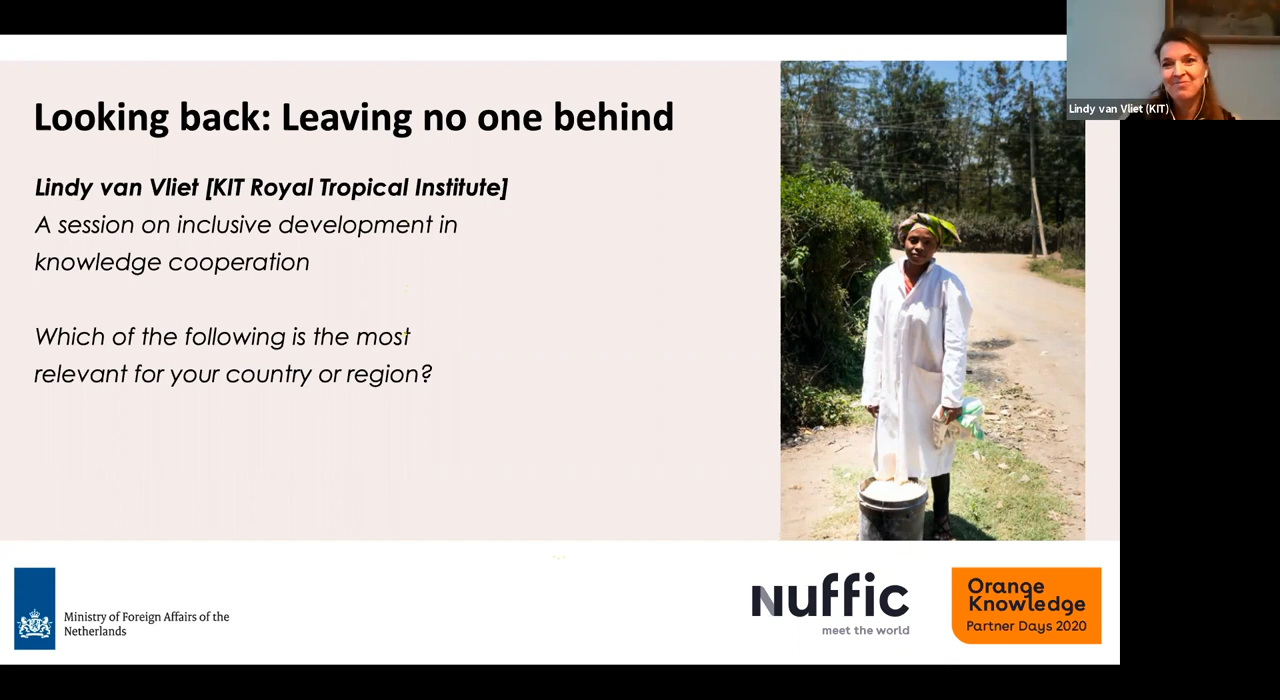 Lindy van Vliet (KIT)
Looking back: Leaving no one behind
Lindy van Vliet [KIT Royal Tropical Institute]
A session on inclusive development in
knowledge cooperation
Which of the following is the most
relevant for your country or region?
Ministry of Foreign Affairs of the
Netherlands
Nuffic
meet the world
Orange
Knowledge
Partner Days 2020